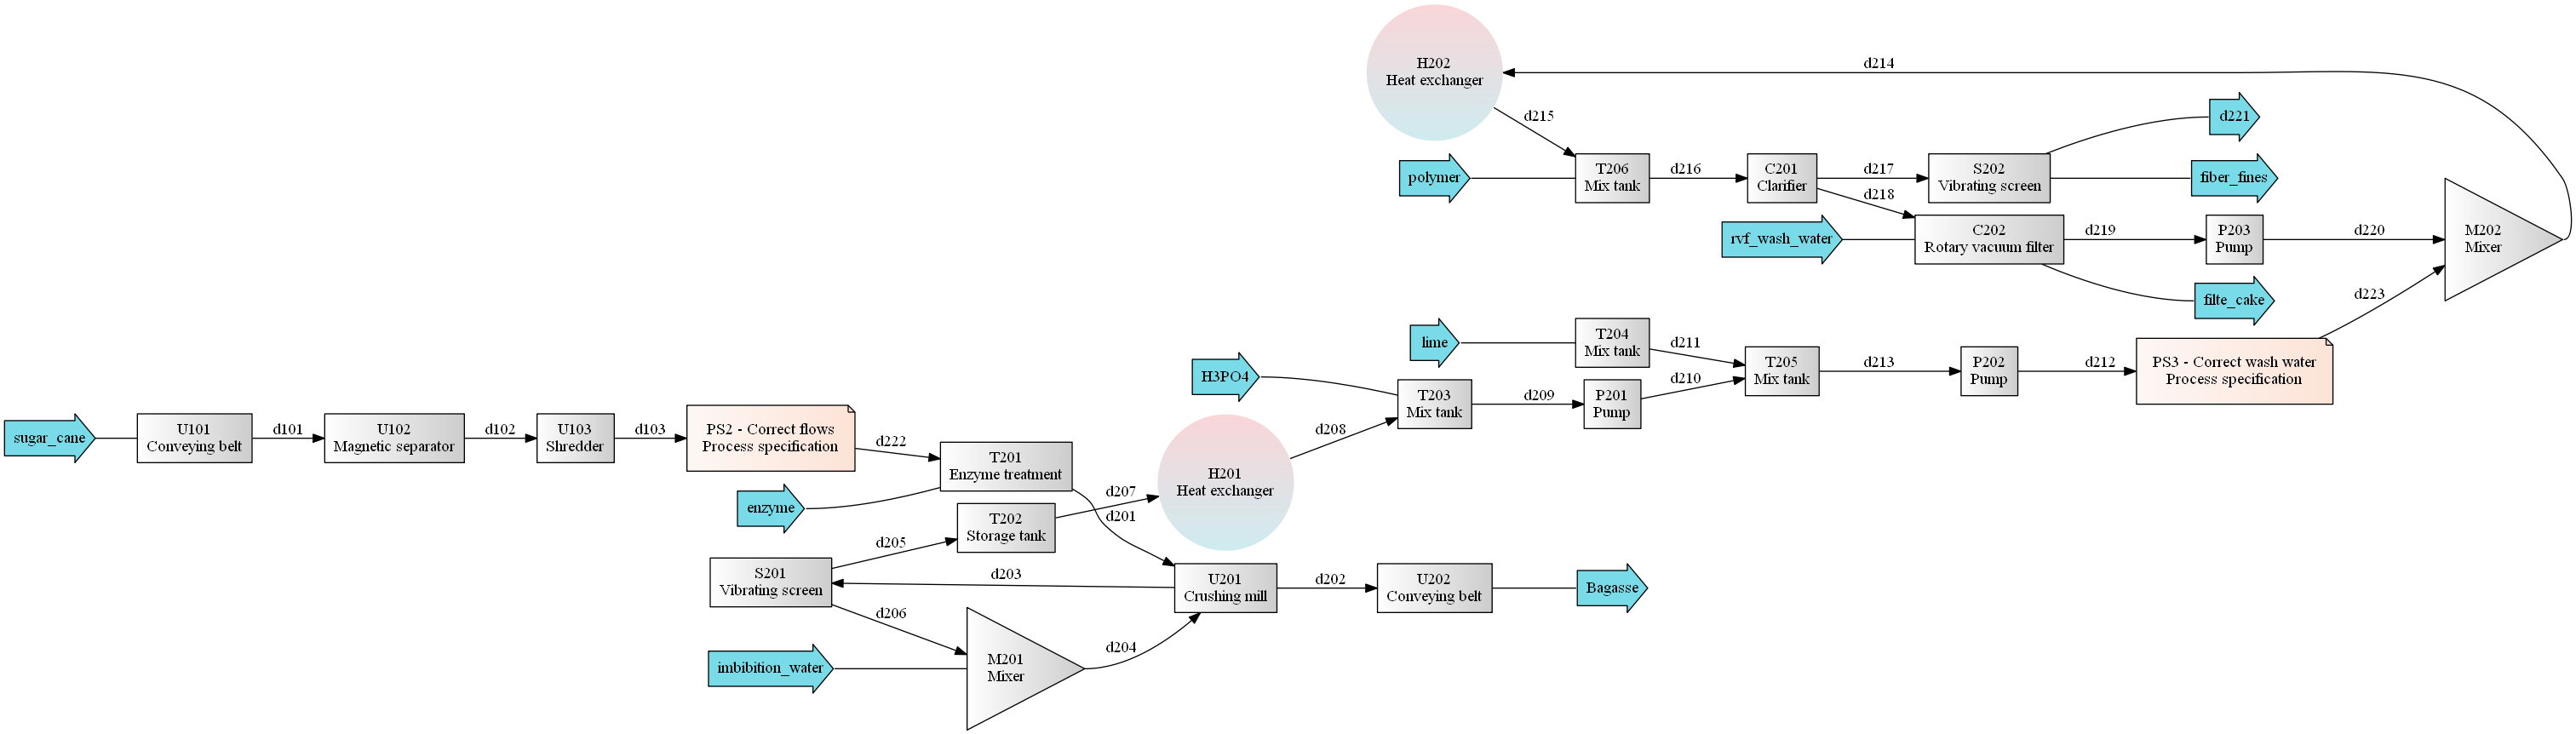 H202
Heat exchanger
d214
d215
d221
polymer
T206
Mix tank
d216
C201
Clarifier
d217
S202
Vibrating screen
fiber_fines
d218
rvf_wash_water
C202
Rotary vacuum filter
d219
P203
Pump
d220
M202
Mixer
filte_cake
d223
lime
T204
Mix tank
d211
T205
Mix tank
d213
P202
Pump
d212
PS3 - Correct wash water
Process specification
H3PO4
T203
Mix tank
d209
P201
Pump
d210
sugar_cane
U101
Conveying belt
d101
U102
Magnetic separator
d102
U103
Shredder
d103
PS2 - Correct flows
Process specification
d222
T201
Enzyme treatment
d208
H201
Heat exchanger
enzyme
d207
d201
T202
Storage tank
d205
S201
Vibrating screen
d203
U201
Crushing mill
d202
U202
Conveying belt
Bagasse
d206
imbibition_water
M201
Mixer
d204